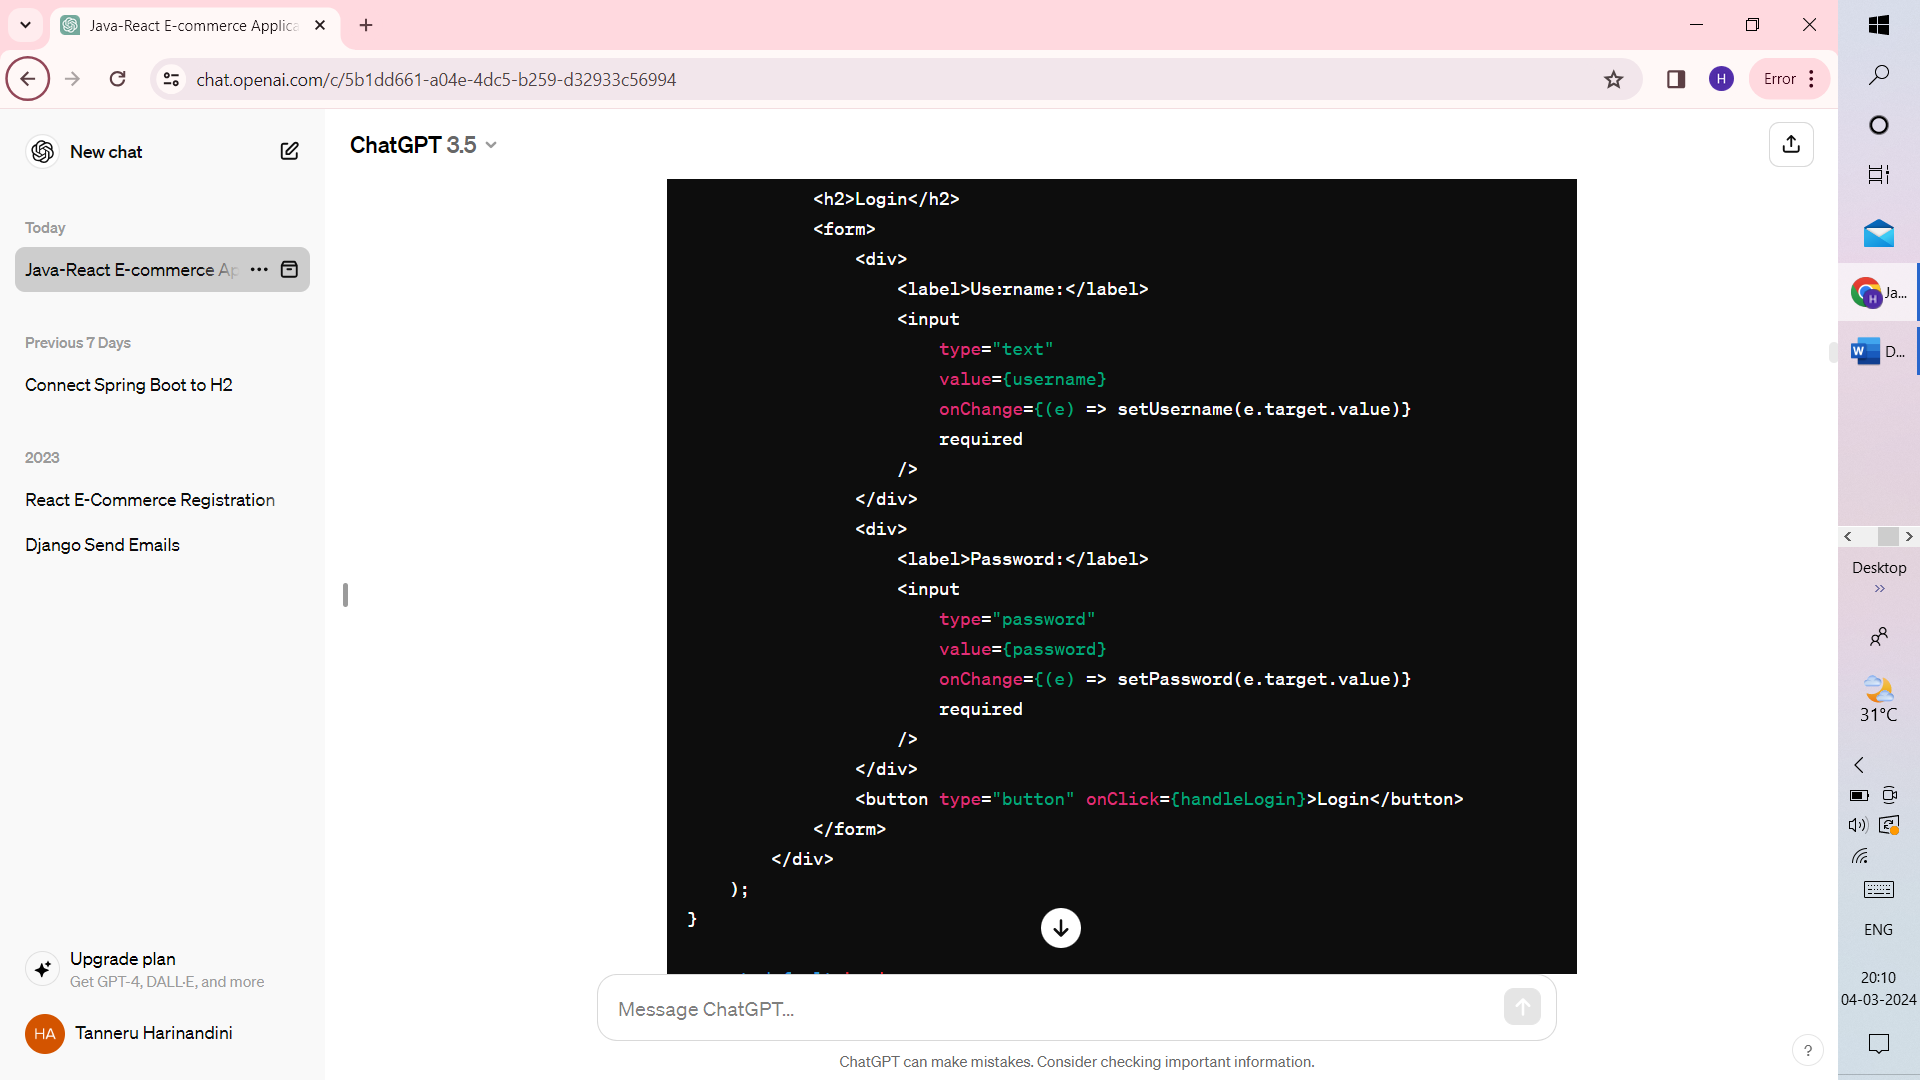 Java-React E-commerce Applica
chat.openai.com/c/5b1dd661-a04e-4dc5-b259-d32933c56994
H
Error
New chat
Today
Java-React E-commerce Ap
Previous 7 Days
Connect Spring Boot to H2
2023
React E-Commerce Registration
Django Send Emails
Upgrade plan
Get GPT-4, DALL·E, and more
HA
Tanneru Harinandini
ChatGPT 3.5
<h2>Login</h2>
<form>
<div>
<label>Username:</label>
<input
type="text"
value={username}
onChange={(e) => setUsername(e.target.value)}
required
/>
</div>
<div>
<label>Password:</label>
<input
type="password"
value={password}
onChange={(e) => setPassword(e.target.value)}
required
/>
</div>
<button type="button" onClick={handleLogin}>Login</button>
</form>
</div>
);
}
Message ChatGPT...
ChatGPT can make mistakes. Consider checking important information.
?
H
Ja...
W
D...
Desktop
31°C
ENG
20:10
04-03-2024